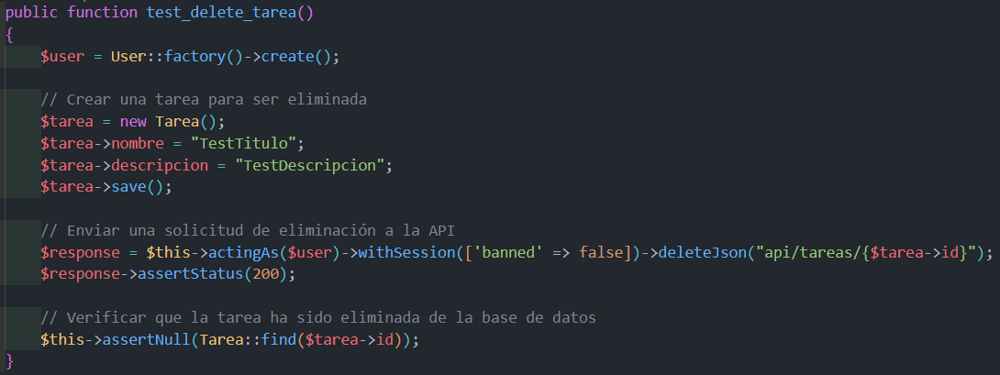 public function test_delete_tarea()
{
    $user = User::factory()->create();

    // Crear una tarea para ser eliminada
    $tarea = new Tarea();
    $tarea->nombre = "TestTitulo";
    $tarea->descripcion = "TestDescripcion";
    $tarea->save();

    // Enviar una solicitud de eliminación a la API
    $response = $this->actingAs($user)->withSession(['banned' => false])->deleteJson("api/tareas/{$tarea->id}");
    $response->assertStatus(200);

    // Verificar que la tarea ha sido eliminada de la base de datos
    $this->assertNull(Tarea::find($tarea->id));
}